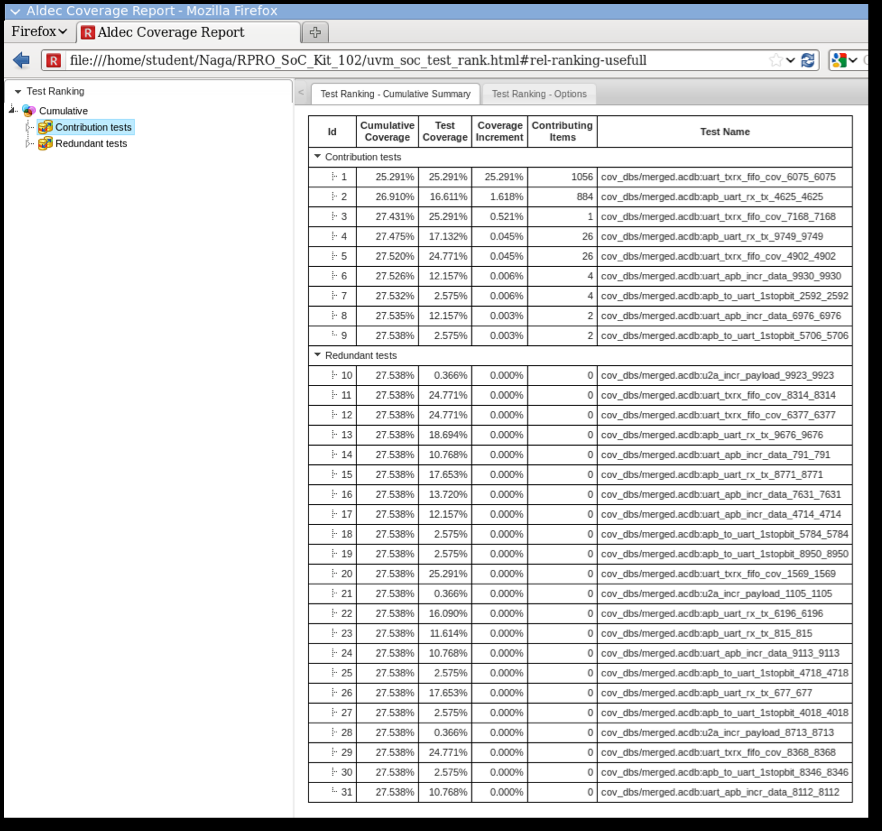 Aldec Coverage Report - Mozilla Firefox
Firefox R Aldec Coverage Report
R file:///home/student/Naga/RPRO_SoC_Kit_102/uvm_soc_test_rank.html#rel-ranking-usefull
Test Ranking
Cumulative
Contribution tests
Redundant tests
Test Ranking - Cumulative Summary Test Ranking - Options
Id Cumulative Coverage Test Coverage Coverage Increment Contributing Items Test Name
Contribution tests
1 25.291% 25.291% 25.291% 1056 cov_dbs/merged.acdb:uart_txrx_fifo_cov_6075_6075
2 26.910% 16.611% 1.618% 884 cov_dbs/merged.acdb:apb_uart_rx_tx_4625_4625
3 27.431% 25.291% 0.521% 1 cov_dbs/merged.acdb:uart_txrx_fifo_cov_7168_7168
4 27.475% 17.132% 0.045% 26 cov_dbs/merged.acdb:apb_uart_rx_tx_9749_9749
5 27.520% 24.771% 0.045% 26 cov_dbs/merged.acdb:uart_txrx_fifo_cov_4902_4902
6 27.526% 12.157% 0.006% 4 cov_dbs/merged.acdb:uart_apb_incr_data_9930_9930
7 27.532% 2.575% 0.006% 4 cov_dbs/merged.acdb:apb_to_uart_1stopbit_2592_2592
8 27.535% 12.157% 0.003% 2 cov_dbs/merged.acdb:uart_apb_incr_data_6976_6976
9 27.538% 2.575% 0.003% 2 cov_dbs/merged.acdb:apb_to_uart_1stopbit_5706_5706
Redundant tests
10 27.538% 0.366% 0.000% 0 cov_dbs/merged.acdb:u2a_incr_payload_9923_9923
11 27.538% 24.771% 0.000% 0 cov_dbs/merged.acdb:uart_txrx_fifo_cov_8314_8314
12 27.538% 24.771% 0.000% 0 cov_dbs/merged.acdb:uart_txrx_fifo_cov_6377_6377
13 27.538% 18.694% 0.000% 0 cov_dbs/merged.acdb:apb_uart_rx_tx_9676_9676
14 27.538% 10.768% 0.000% 0 cov_dbs/merged.acdb:uart_apb_incr_data_791_791
15 27.538% 17.653% 0.000% 0 cov_dbs/merged.acdb:apb_uart_rx_tx_8771_8771
16 27.538% 13.720% 0.000% 0 cov_dbs/merged.acdb:uart_apb_incr_data_7631_7631
17 27.538% 12.157% 0.000% 0 cov_dbs/merged.acdb:uart_apb_incr_data_4714_4714
18 27.538% 2.575% 0.000% 0 cov_dbs/merged.acdb:apb_to_uart_1stopbit_5784_5784
19 27.538% 2.575% 0.000% 0 cov_dbs/merged.acdb:apb_to_uart_1stopbit_8950_8950
20 27.538% 25.291% 0.000% 0 cov_dbs/merged.acdb:uart_txrx_fifo_cov_1569_1569
21 27.538% 0.366% 0.000% 0 cov_dbs/merged.acdb:u2a_incr_payload_1105_1105
22 27.538% 16.090% 0.000% 0 cov_dbs/merged.acdb:apb_uart_rx_tx_6196_6196
23 27.538% 11.614% 0.000% 0 cov_dbs/merged.acdb:apb_uart_rx_tx_815_815
24 27.538% 10.768% 0.000% 0 cov_dbs/merged.acdb:uart_apb_incr_data_9113_9113
25 27.538% 2.575% 0.000% 0 cov_dbs/merged.acdb:apb_to_uart_1stopbit_4718_4718
26 27.538% 17.653% 0.000% 0 cov_dbs/merged.acdb:apb_uart_rx_tx_677_677
27 27.538% 2.575% 0.000% 0 cov_dbs/merged.acdb:apb_to_uart_1stopbit_4018_4018
28 27.538% 0.366% 0.000% 0 cov_dbs/merged.acdb:u2a_incr_payload_8713_8713
29 27.538% 24.771% 0.000% 0 cov_dbs/merged.acdb:uart_txrx_fifo_cov_8368_8368
30 27.538% 2.575% 0.000% 0 cov_dbs/merged.acdb:apb_to_uart_1stopbit_8346_8346
31 27.538% 10.768% 0.000% 0 cov_dbs/merged.acdb:uart_apb_incr_data_8112_8112